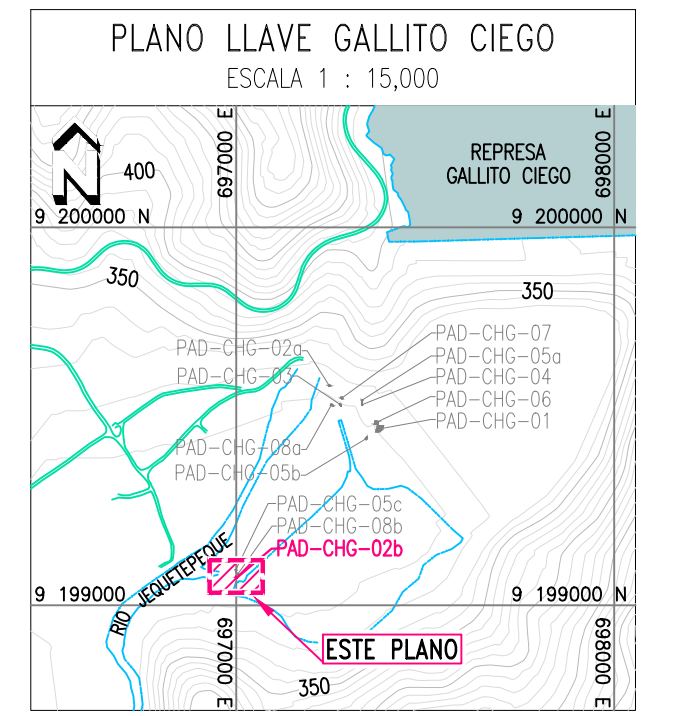 PLANO LLAVE GALLITO CIEGO
ESCALA 1 : 15,000
N
400
697000 E
698000 E
REPRESA
GALLITO CIEGO
9 200000 N
9 200000 N
350
350
PAD-CHG-02a
PAD-CHG-03
PAD-CHG-07
PAD-CHG-05a
PAD-CHG-04
PAD-CHG-06
PAD-CHG-01
PAD-CHG-08a
PAD-CHG-05b
PAD-CHG-05c
PAD-CHG-08b
PAD-CHG-02b
RIO JEQUETEPEQUE
9 199000
9 199000 N
697000 E
698000 E
ESTE PLANO
350